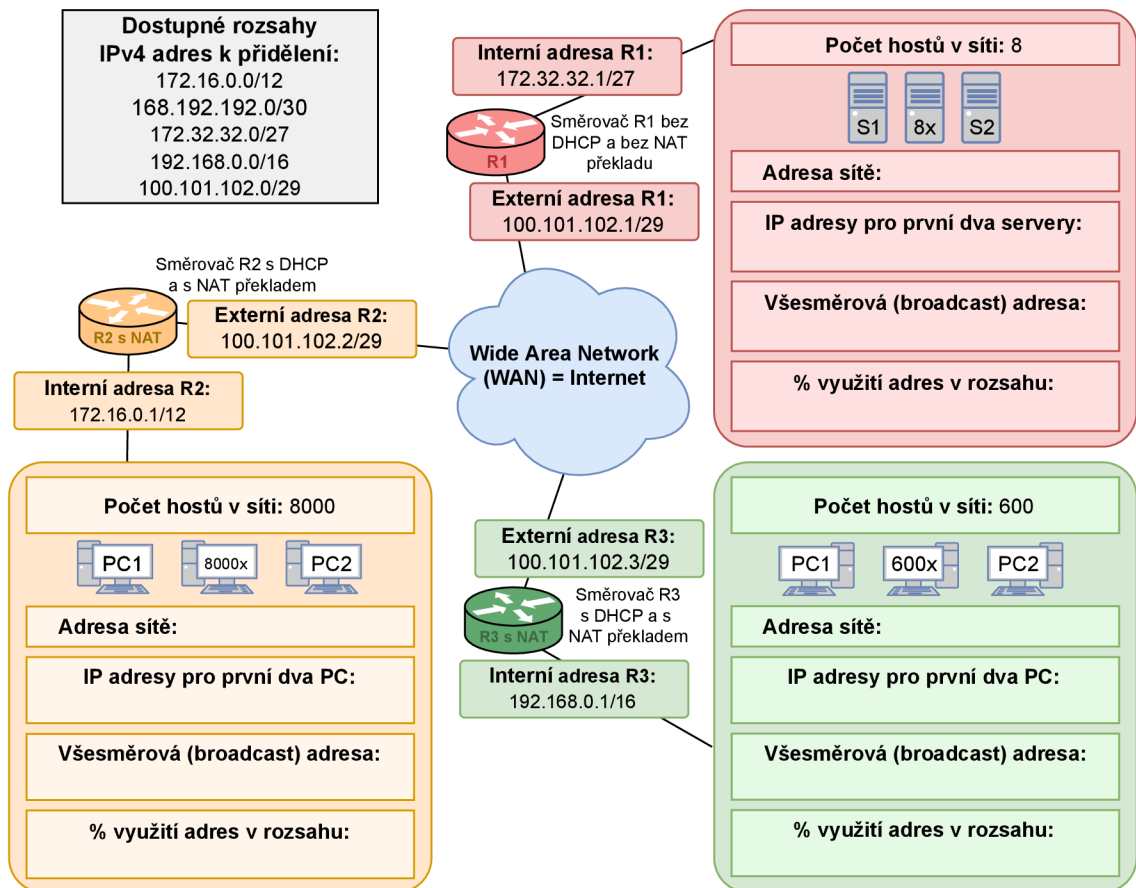 Dostupné rozsahy
IPv4 adres k přidělení:
172.16.0.0/12
168.192.192.0/30
172.32.32.0/27
192.168.0.0/16
100.101.102.0/29
Interní adresa R1:
172.32.32.1/27
R1
Směrovač R1 bez
DHCP a bez NAT
překladu
Externí adresa R1:
100.101.102.1/29
Počet hostů v síti: 8
S1
8x
S2
Adresa sítě:
IP adresy pro první dva servery:
Všesměrová (broadcast) adresa:
% využití adres v rozsahu:
Směrovač R2 s DHCP
a s NAT překladem
R2 s NAT
Externí adresa R2:
100.101.102.2/29
Interní adresa R2:
172.16.0.1/12
Wide Area Network
(WAN) = Internet
Počet hostů v síti: 8000
PC1
8000x
PC2
Adresa sítě:
IP adresy pro první dva PC:
Všesměrová (broadcast) adresa:
% využití adres v rozsahu:
Externí adresa R3:
100.101.102.3/29
R3 s NAT
Směrovač R3
s DHCP a s
NAT překladem
Interní adresa R3:
192.168.0.1/16
Počet hostů v síti: 600
PC1
600x
PC2
Adresa sítě:
IP adresy pro první dva PC:
Všesměrová (broadcast) adresa:
% využití adres v rozsahu: